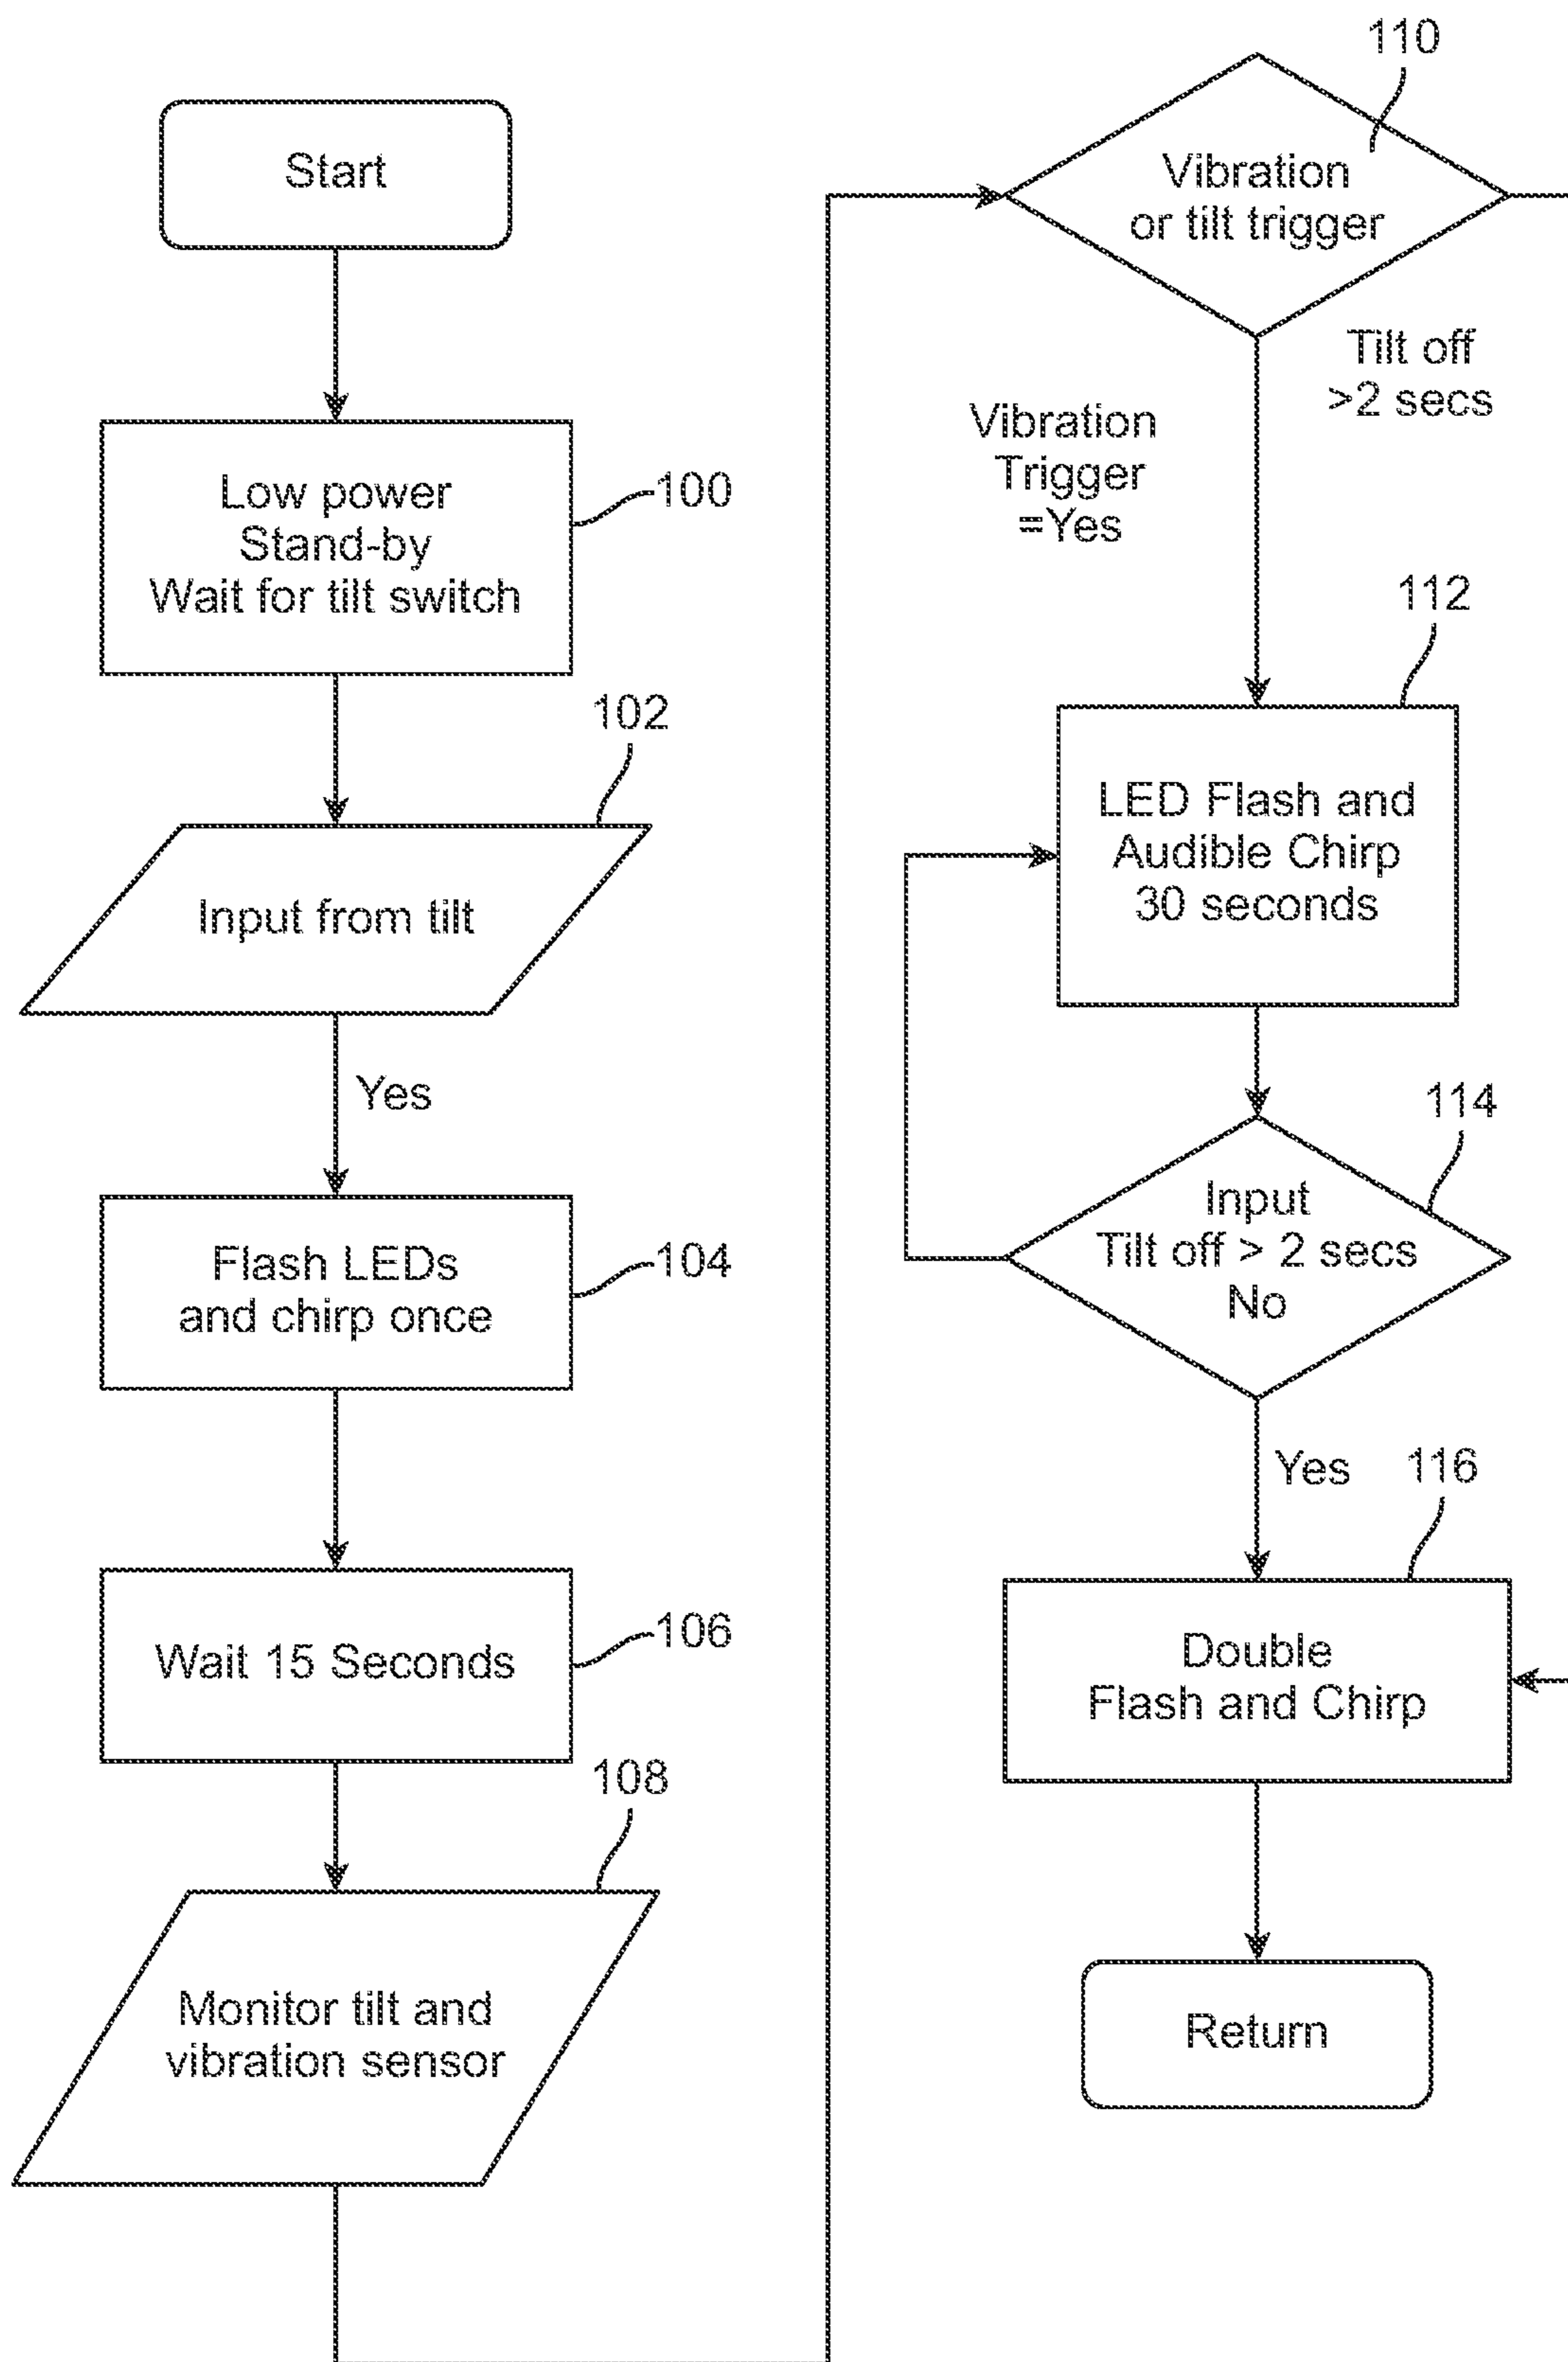 Start
Low power
Stand-by
Wait for tilt switch
100
102
Input from tilt
Yes
Flash LEDs
and chirp once
104
Wait 15 Seconds
106
108
Monitor tilt and
vibration sensor
110
Vibration
or tilt trigger
Tilt off
>2 secs
Vibration
Trigger
=Yes
112
LED Flash and
Audible Chirp
30 seconds
114
Input
Tilt off > 2 secs
No
Yes
116
Double
Flash and Chirp
Return